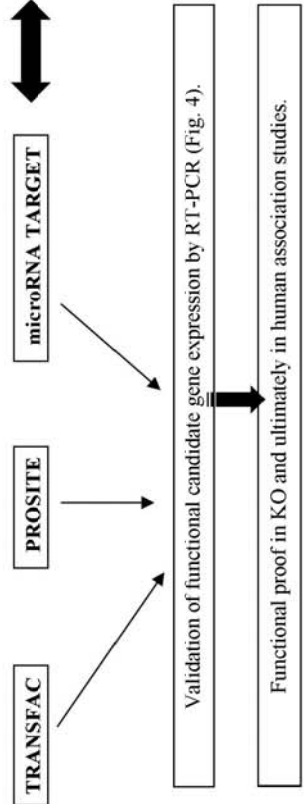 TRANSFAC
PROSITE
microRNA TARGET
Validation of functional candidate gene expression by RT-PCR (Fig. 4).
Functional proof in KO and ultimately in human association studies.